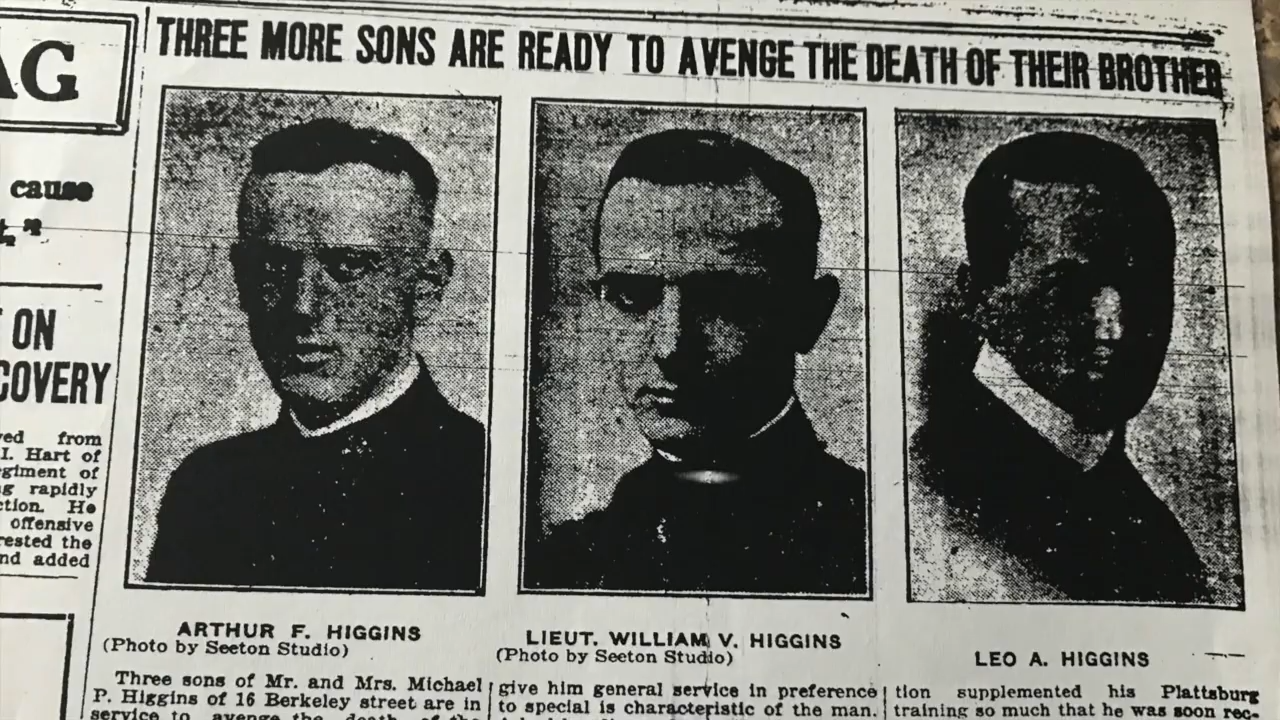 AG
cause
ON
COVERY
ved from
I. Hart of
egiment of
g rapidly
ction. He
offensive
rested the
nd added
THREE MORE SONS ARE READY TO AVENGE THE DEATH OF THEIR BROTHER
ARTHUR F. HIGGINS
(Photo by Seeton Studio)
Three sons of Mr. and Mrs. Michael
P. Higgins of 16 Berkeley street are in
service to avenge the death of the
LIEUT. WILLIAM V. HIGGINS
(Photo by Seeton Studio)
give him general service in preference
to special is characteristic of the man.
LEO A. HIGGINS
tion supplemented his Plattsburg
training so much that he was soon rec-